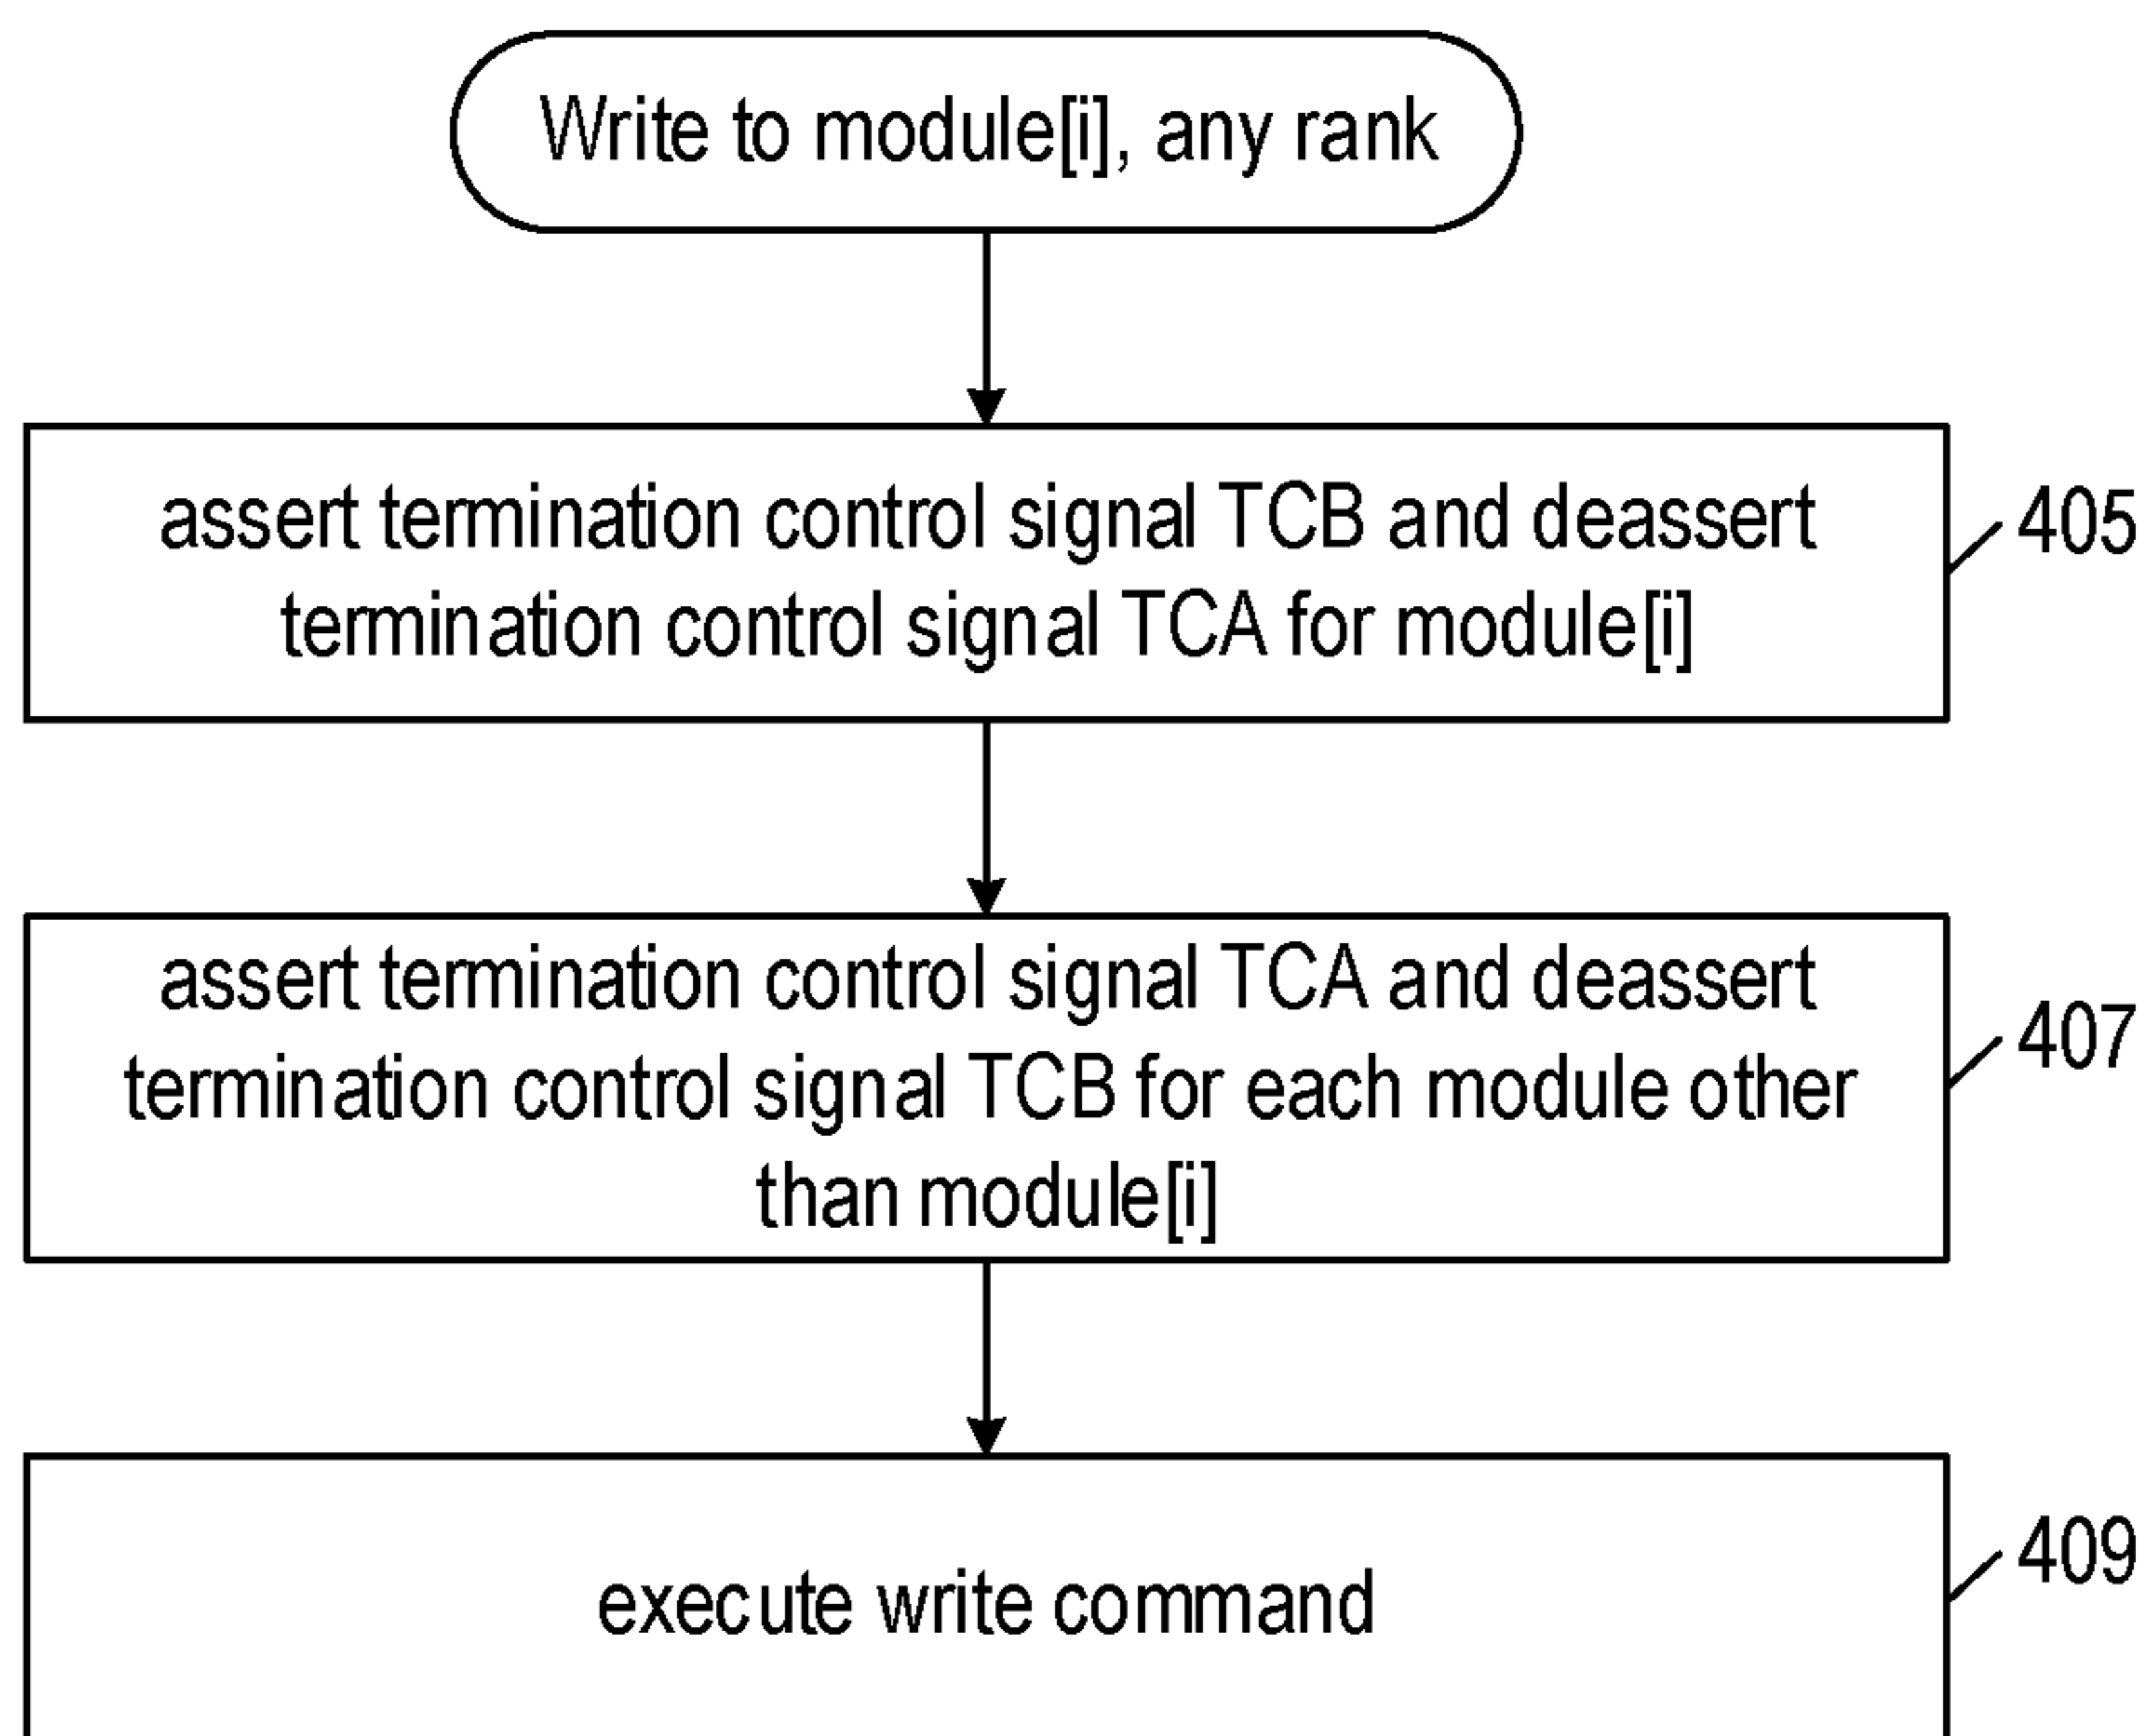 Write to module[i], any rank
assert termination control signal TCB and deassert
termination control signal TCA for module[i]
405
assert termination control signal TCA and deassert
termination control signal TCB for each module other
than module[i]
407
execute write command
409